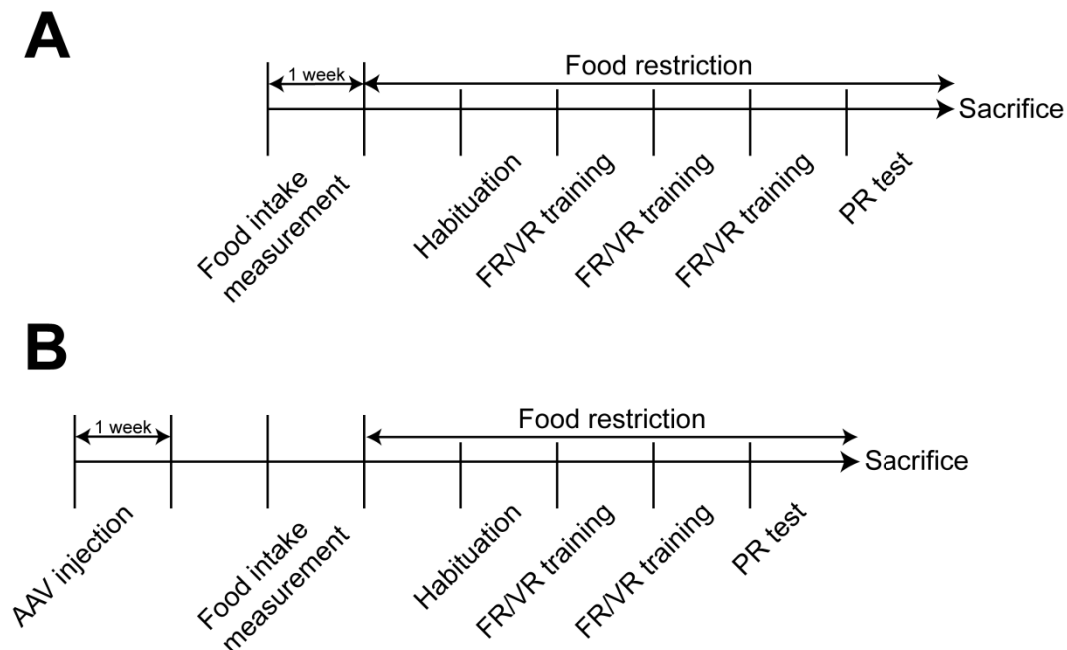 A
1 week
Food restriction
Sacrifice
Food intake
measurement
Habituation
FR/VR training
FR/VR training
FR/VR training
PR test
B
1 week
Food restriction
Sacrifice
AAV injection
Food intake
measurement
Habituation
FR/VR training
FR/VR training
PR test